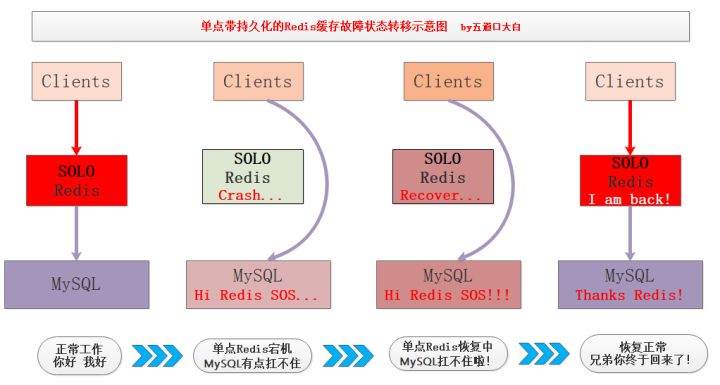 单点带持久化的Redis缓存故障状态转移示意图 by五道口大白
Clients
Clients
Clients
Clients
SOLO
Redis
SOLO
Redis
Crash...
SOLO
Redis
Recover...
SOLO
Redis
I am back!
MySQL
MySQL
Hi Redis SOS...
MySQL
Hi Redis SOS!!!
MySQL
Thanks Redis!
正常工作
你好 我好
单点Redis宕机
MySQL有点扛不住
单点Redis恢复中
MySQL扛不住啦!
恢复正常
兄弟你终于回来了!